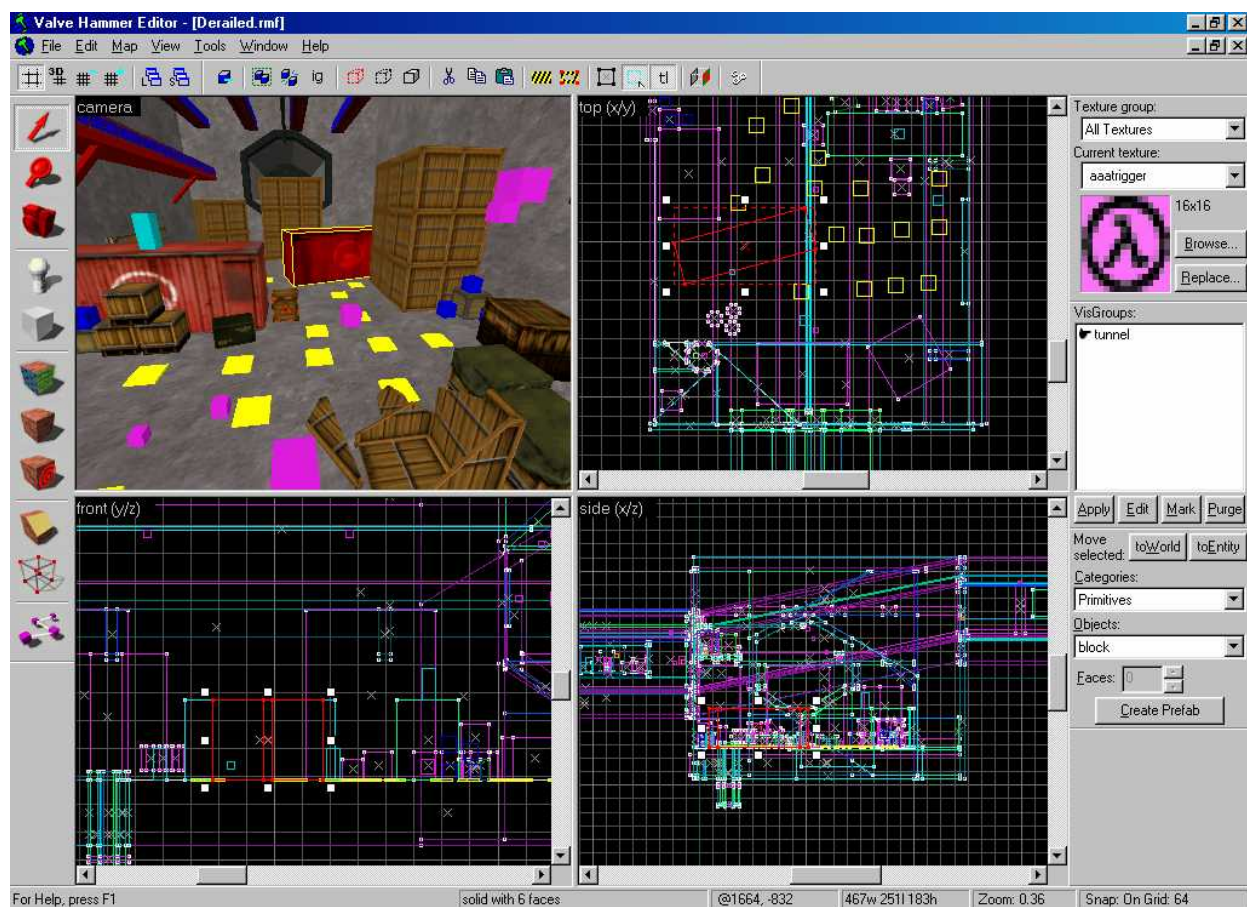 Valve Hammer Editor - [Derailed.rmf]
File Edit Map View Tools Window Help
3D
ig
tl
camera
top (x/y)
front (y/z)
side (x/z)
Texture group:
All Textures
Current texture:
aaatrigger
16x16
Browse...
Replace...
VisGroups:
tunnel
Apply Edit Mark Purge
Move selected: toWorld toEntity
Categories:
Primitives
Objects:
block
Faces: 0
Create Prefab
For Help, press F1
solid with 6 faces
@1664, -832
467w 251l 183h
Zoom: 0.36
Snap: On Grid: 64